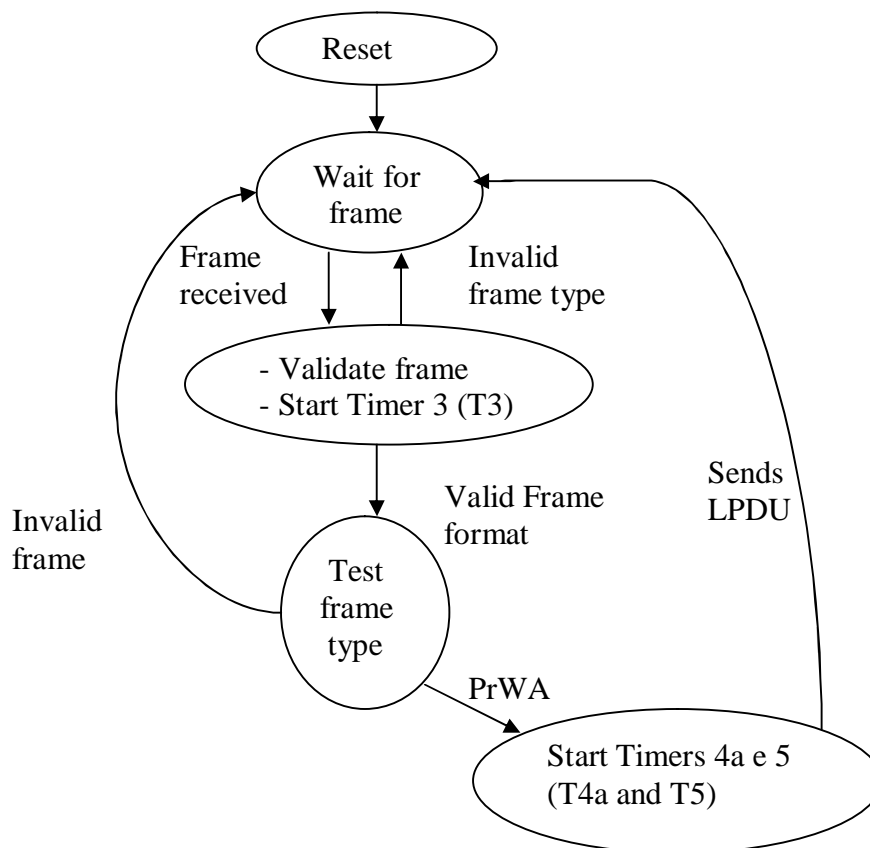 Reset
Wait for
frame
Frame
received
Invalid
frame type
- Validate frame
- Start Timer 3 (T3)
Sends
LPDU
Valid Frame
format
Invalid
frame
Test
frame
type
PrWA
Start Timers 4a e 5
(T4a and T5)